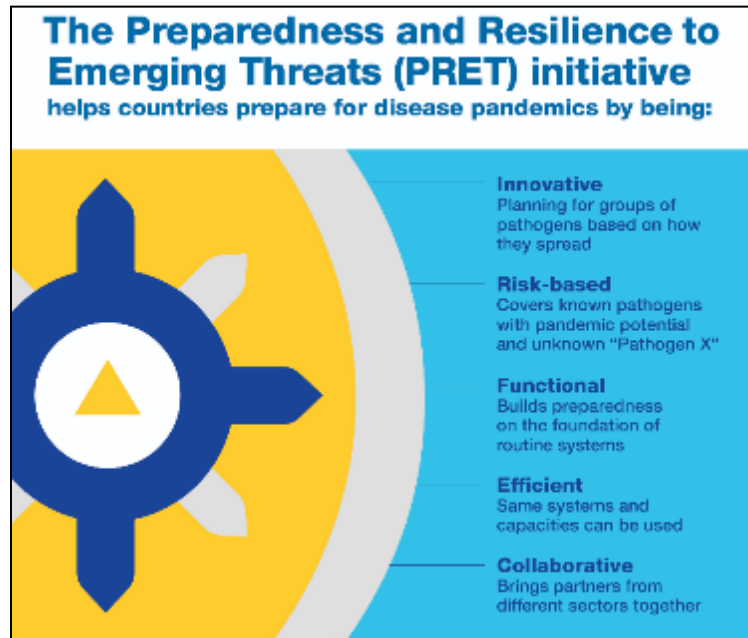 The Preparedness and Resilience to
Emerging Threats (PRET) initiative
helps countries prepare for disease pandemics by being:
Innovative
Planning for groups of
pathogens based on how
they spread
Risk-based
Covers known pathogens
with pandemic potential
and unknown "Pathogen X"
Functional
Builds preparedness
on the foundation of
routine systems
Efficient
Same systems and
capacities can be used
Collaborative
Brings partners from
different sectors together